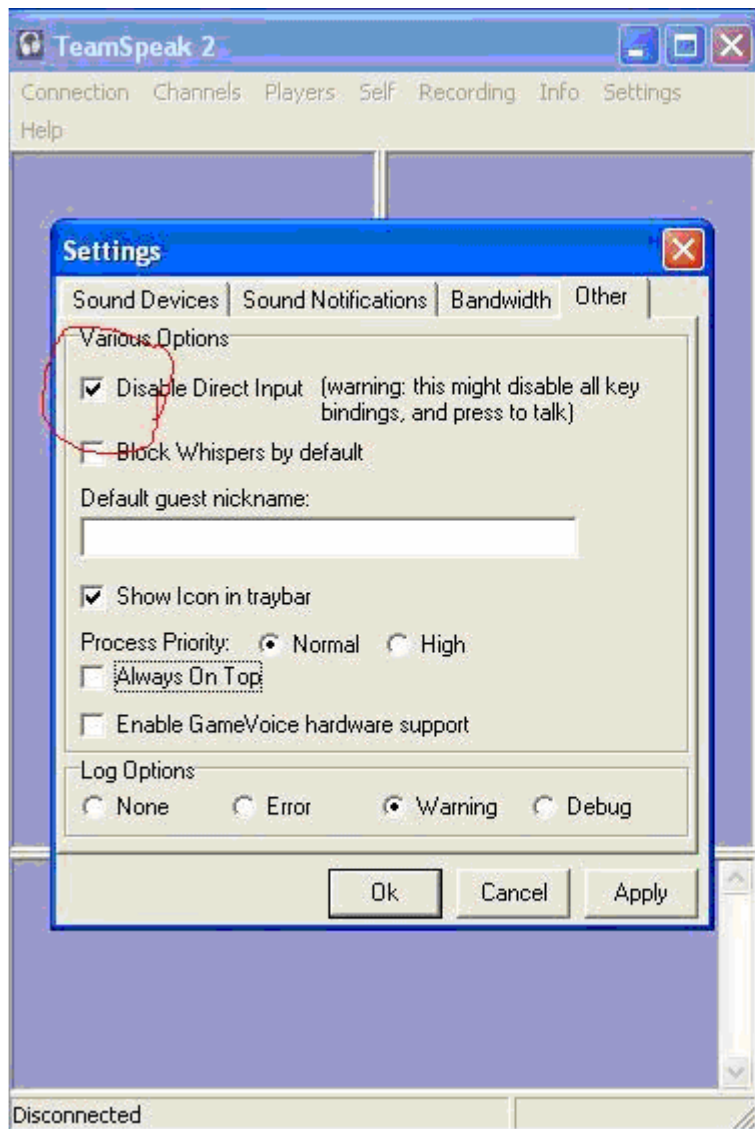 TeamSpeak 2
Connection Channels Players Self Recording Info Settings
Help
Settings
Sound Devices Sound Notifications Bandwidth Other
Various Options
Disable Direct Input (warning: this might disable all key
bindings, and press to talk)
Block Whispers by default
Default guest nickname:
Show Icon in traybar
Process Priority: Normal High
Always On Top
Enable GameVoice hardware support
Log Options
None Error Warning Debug
Ok Cancel Apply
Disconnected